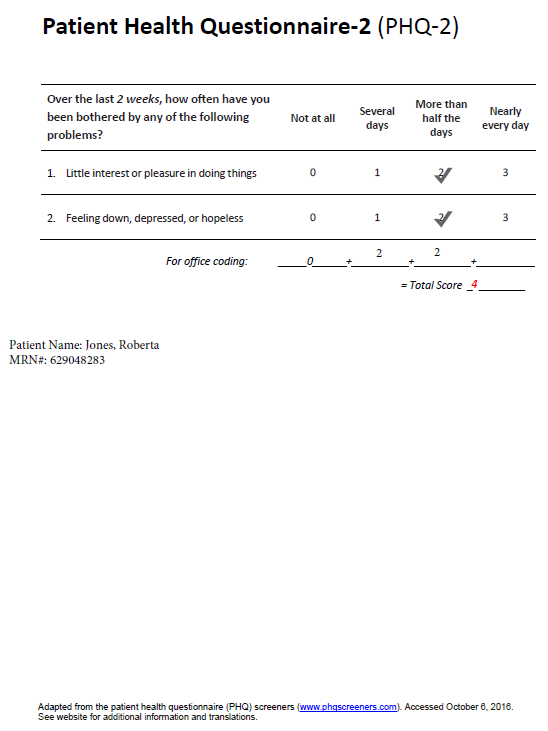 Patient Health Questionnaire-2 (PHQ-2)
Over the last 2 weeks, how often have you been bothered by any of the following problems? Not at all Several days More than half the days Nearly every day
1. Little interest or pleasure in doing things 0 1 2 3
2. Feeling down, depressed, or hopeless 0 1 2 3
For office coding: 0 + 2 + 2 +
= Total Score 4
Patient Name: Jones, Roberta
MRN#: 629048283
Adapted from the patient health questionnaire (PHQ) screeners (www.phqscreeners.com). Accessed October 6, 2016.
See website for additional information and translations.